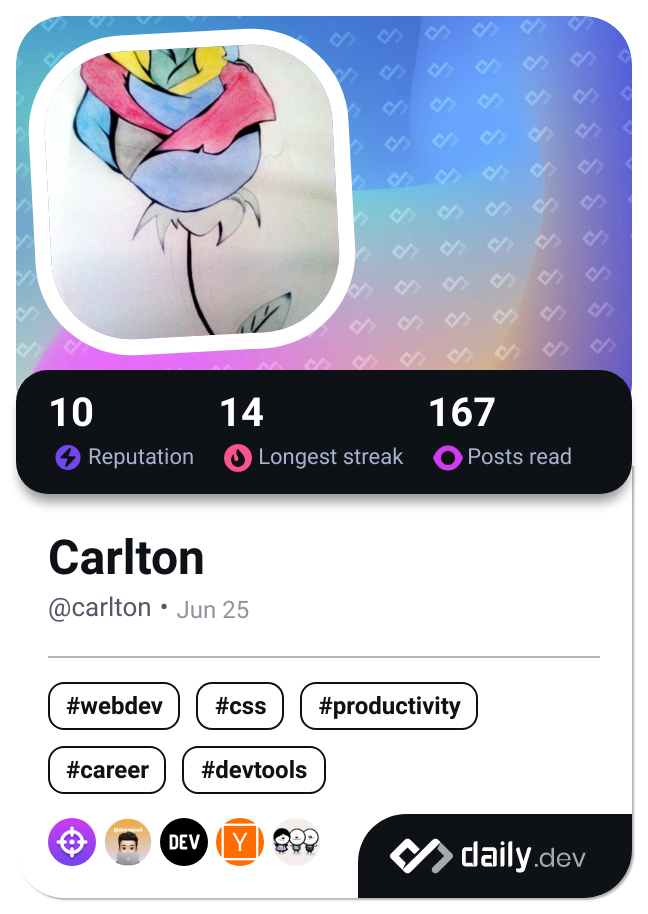 10 14 167
Reputation Longest streak Posts read
Carlton
@carlton • Jun 25
#webdev #css #productivity
#career #devtools
DEV Y daily.dev